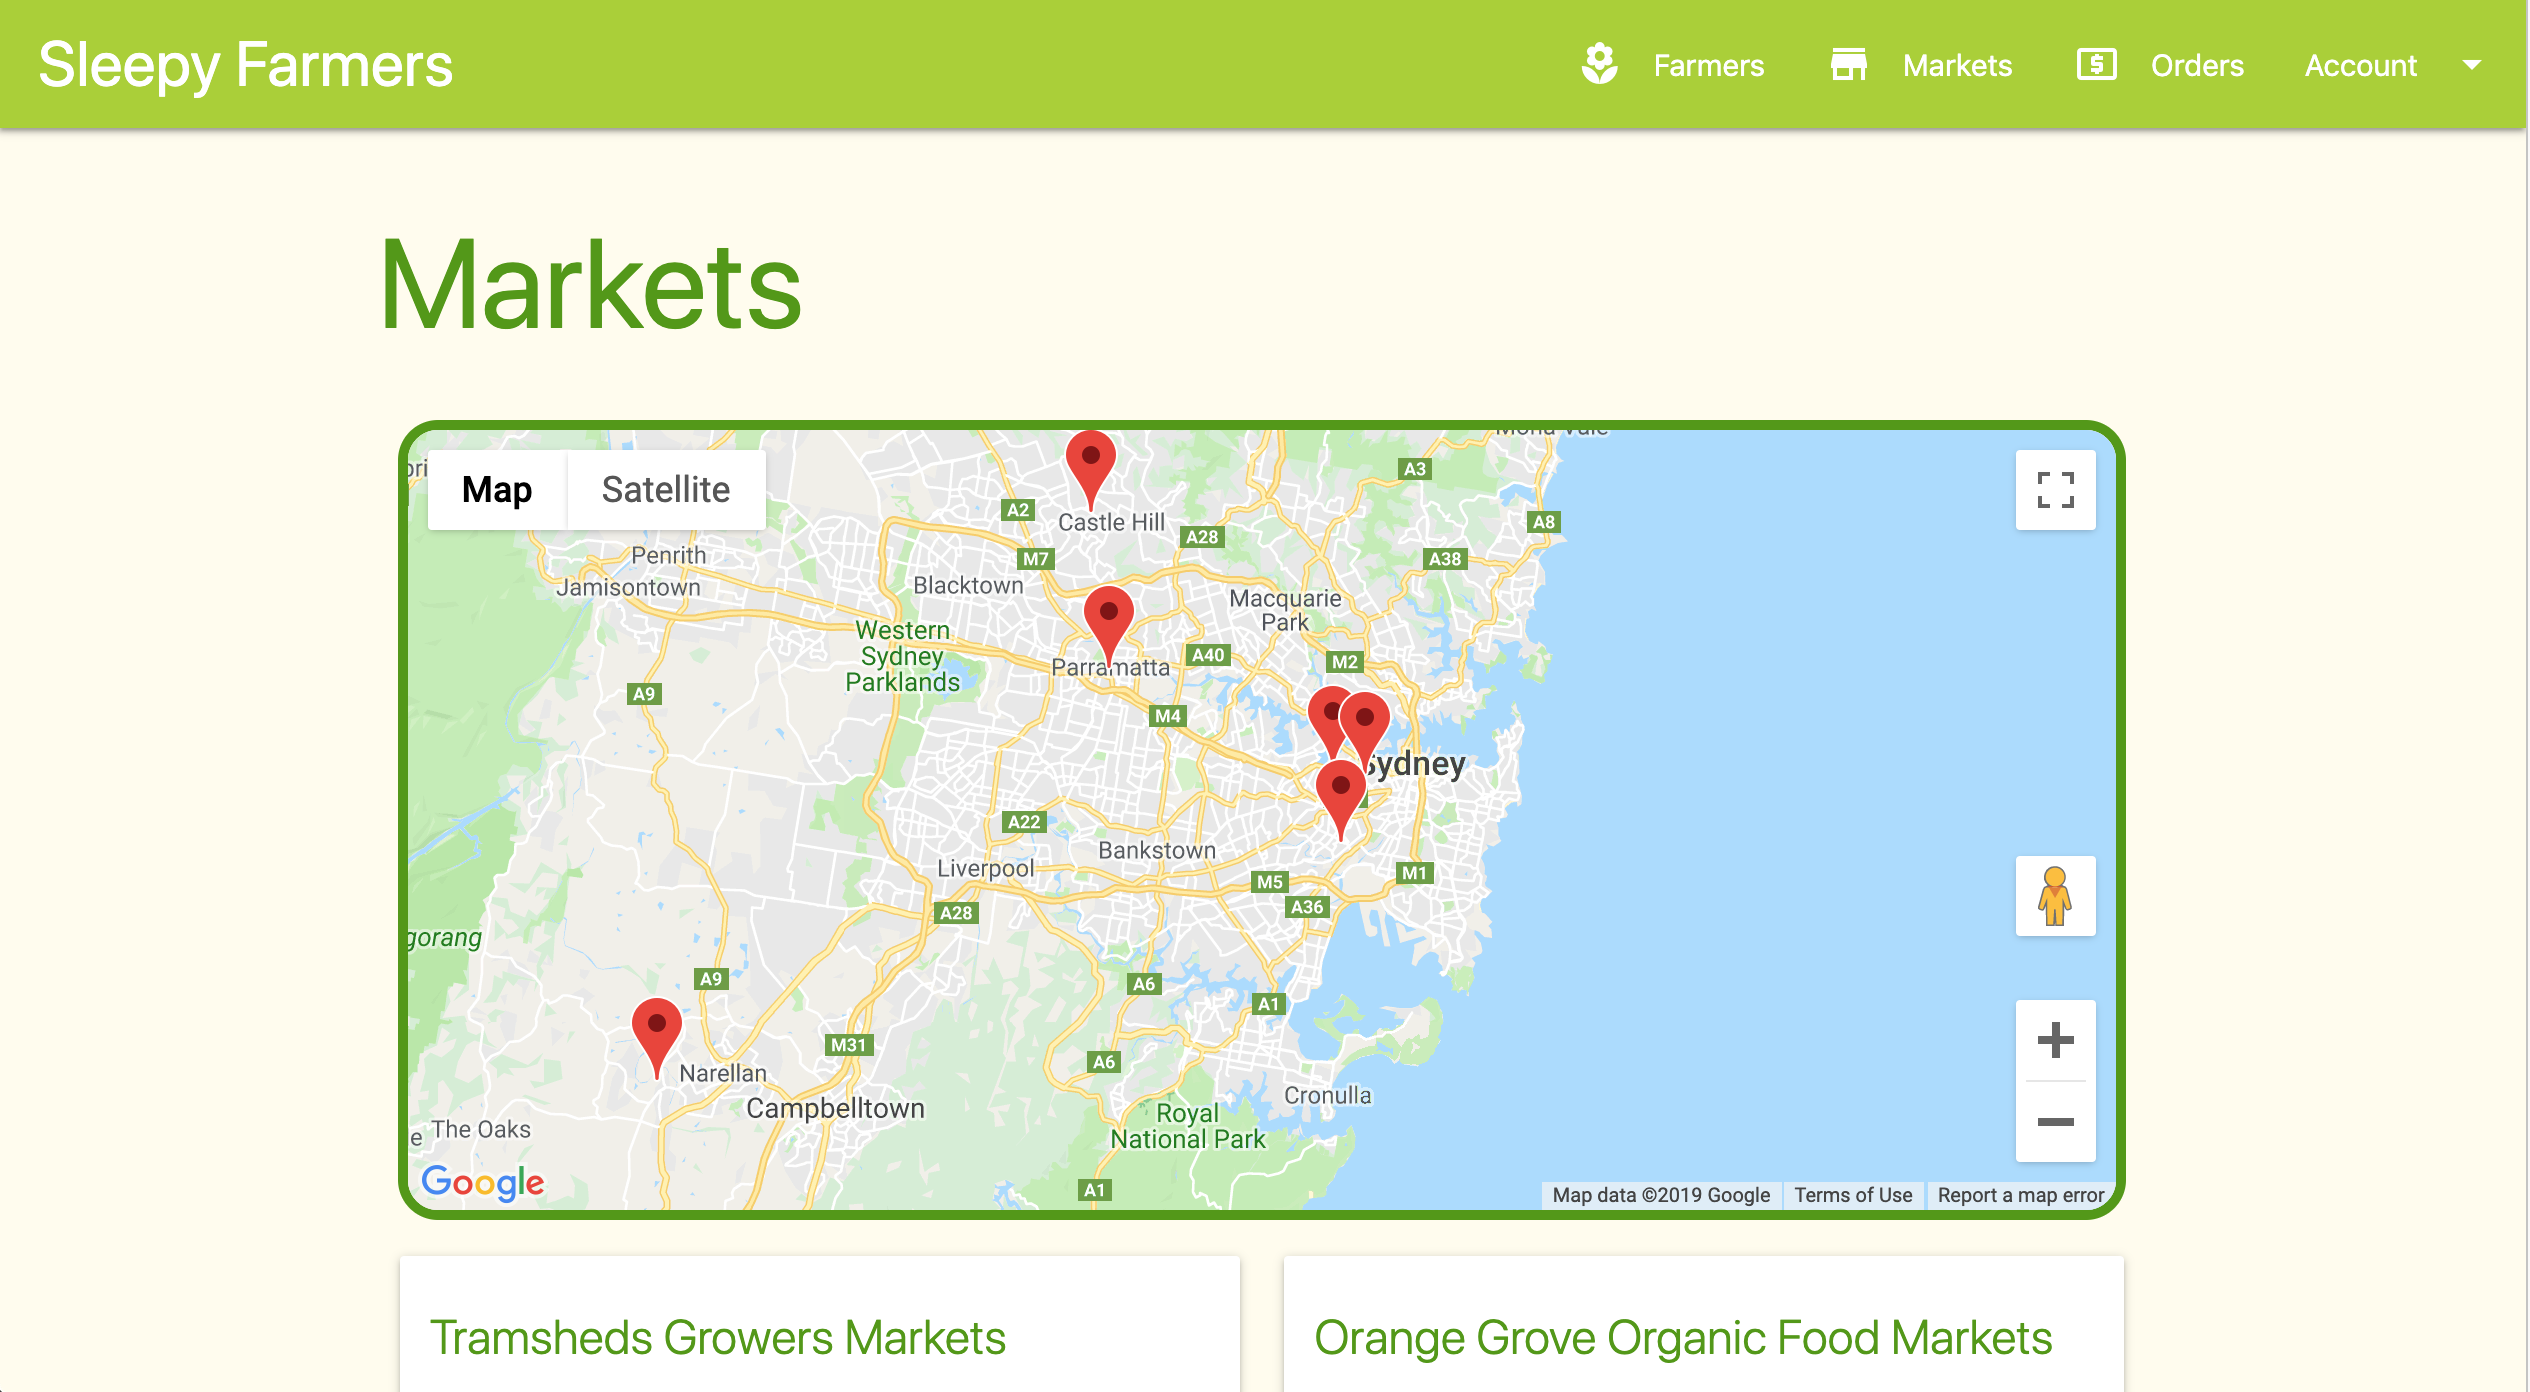 Sleepy Farmers
Farmers
Markets
Orders
Account
Markets
Map
Satellite
A3
A2
Castle Hill
A8
A28
Penrith
M7
A38
Jamisontown
Blacktown
Macquarie
Park
Western
Sydney
Parklands
A40
M2
Parramatta
A9
M4
Sydney
A22
Bankstown
Liverpool
M5
M1
A28
A36
gorang
A9
A6
A1
M31
A6
Narellan
Cronulla
Campbelltown
Royal
National Park
The Oaks
Google
A1
Map data ©2019 Google
Terms of Use
Report a map error
Tramsheds Growers Markets
Orange Grove Organic Food Markets